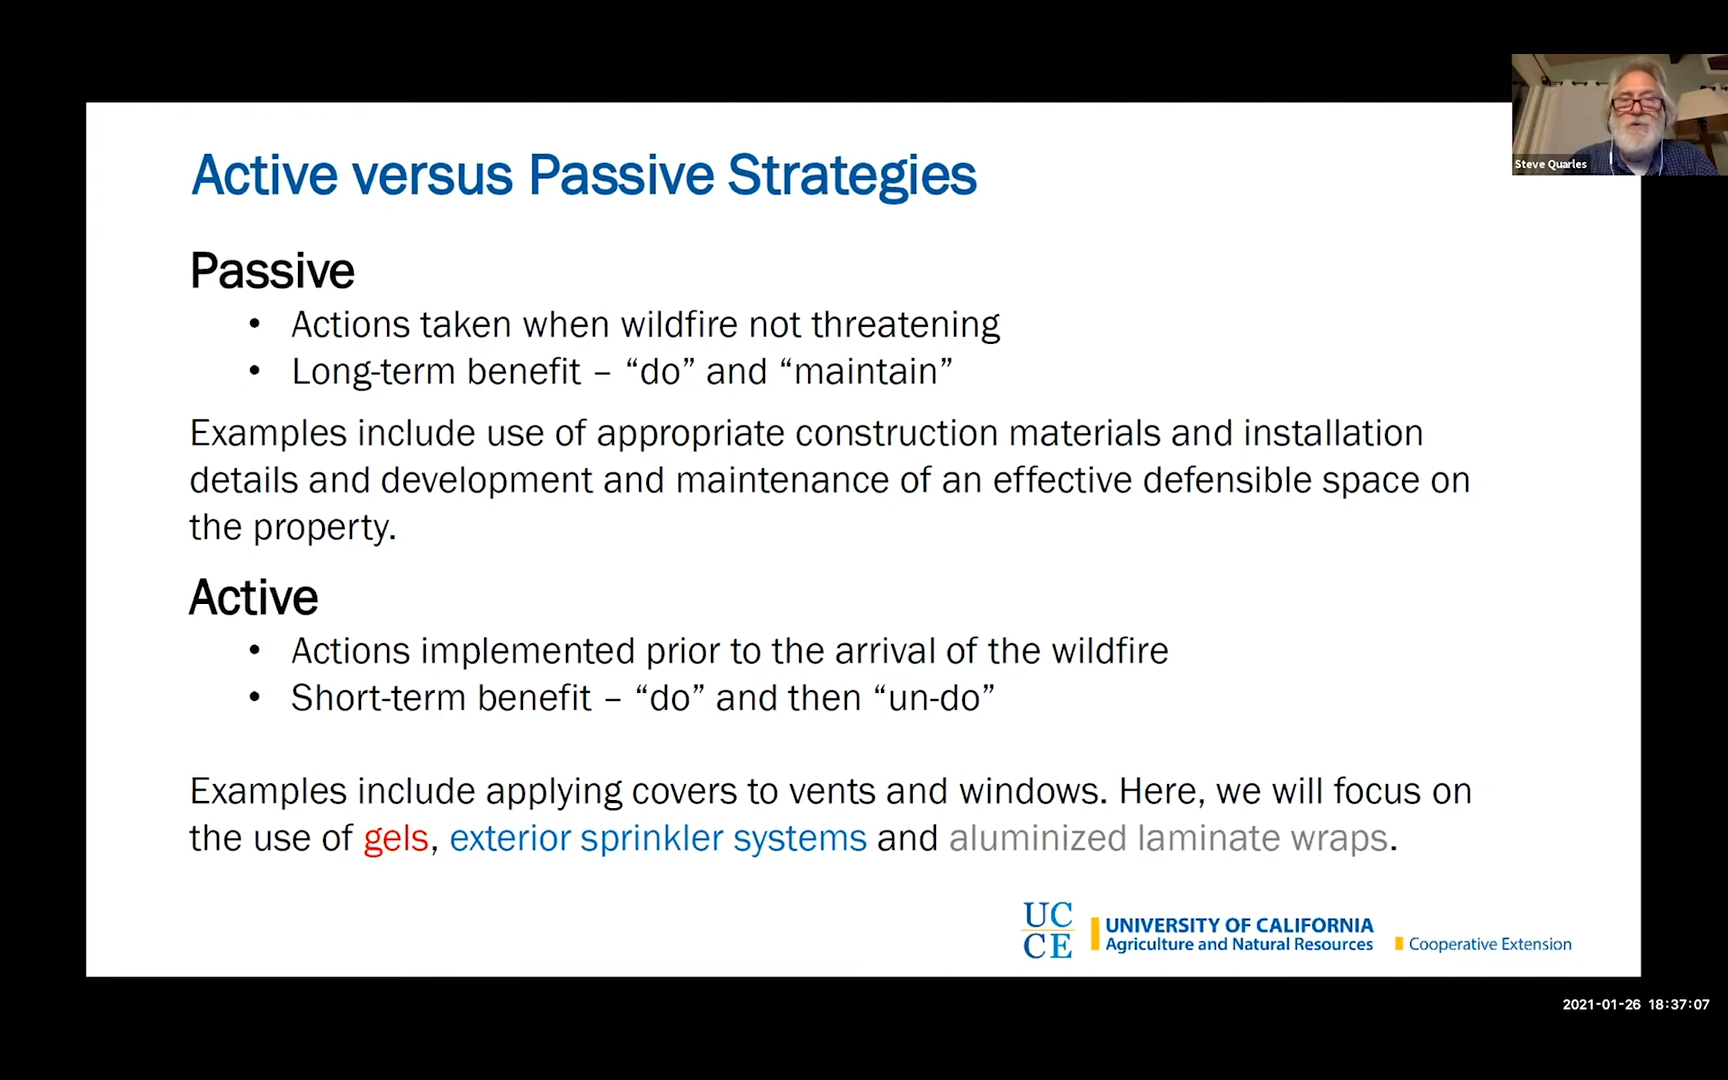 Steve Quarles
Active versus Passive Strategies
Passive
• Actions taken when wildfire not threatening
• Long-term benefit – “do” and “maintain”
Examples include use of appropriate construction materials and installation
details and development and maintenance of an effective defensible space on
the property.
Active
• Actions implemented prior to the arrival of the wildfire
• Short-term benefit – “do” and then “un-do”
Examples include applying covers to vents and windows. Here, we will focus on
the use of gels, exterior sprinkler systems and aluminized laminate wraps.
UC
CE
UNIVERSITY OF CALIFORNIA
Agriculture and Natural Resources
Cooperative Extension
2021-01-26 18:37:07